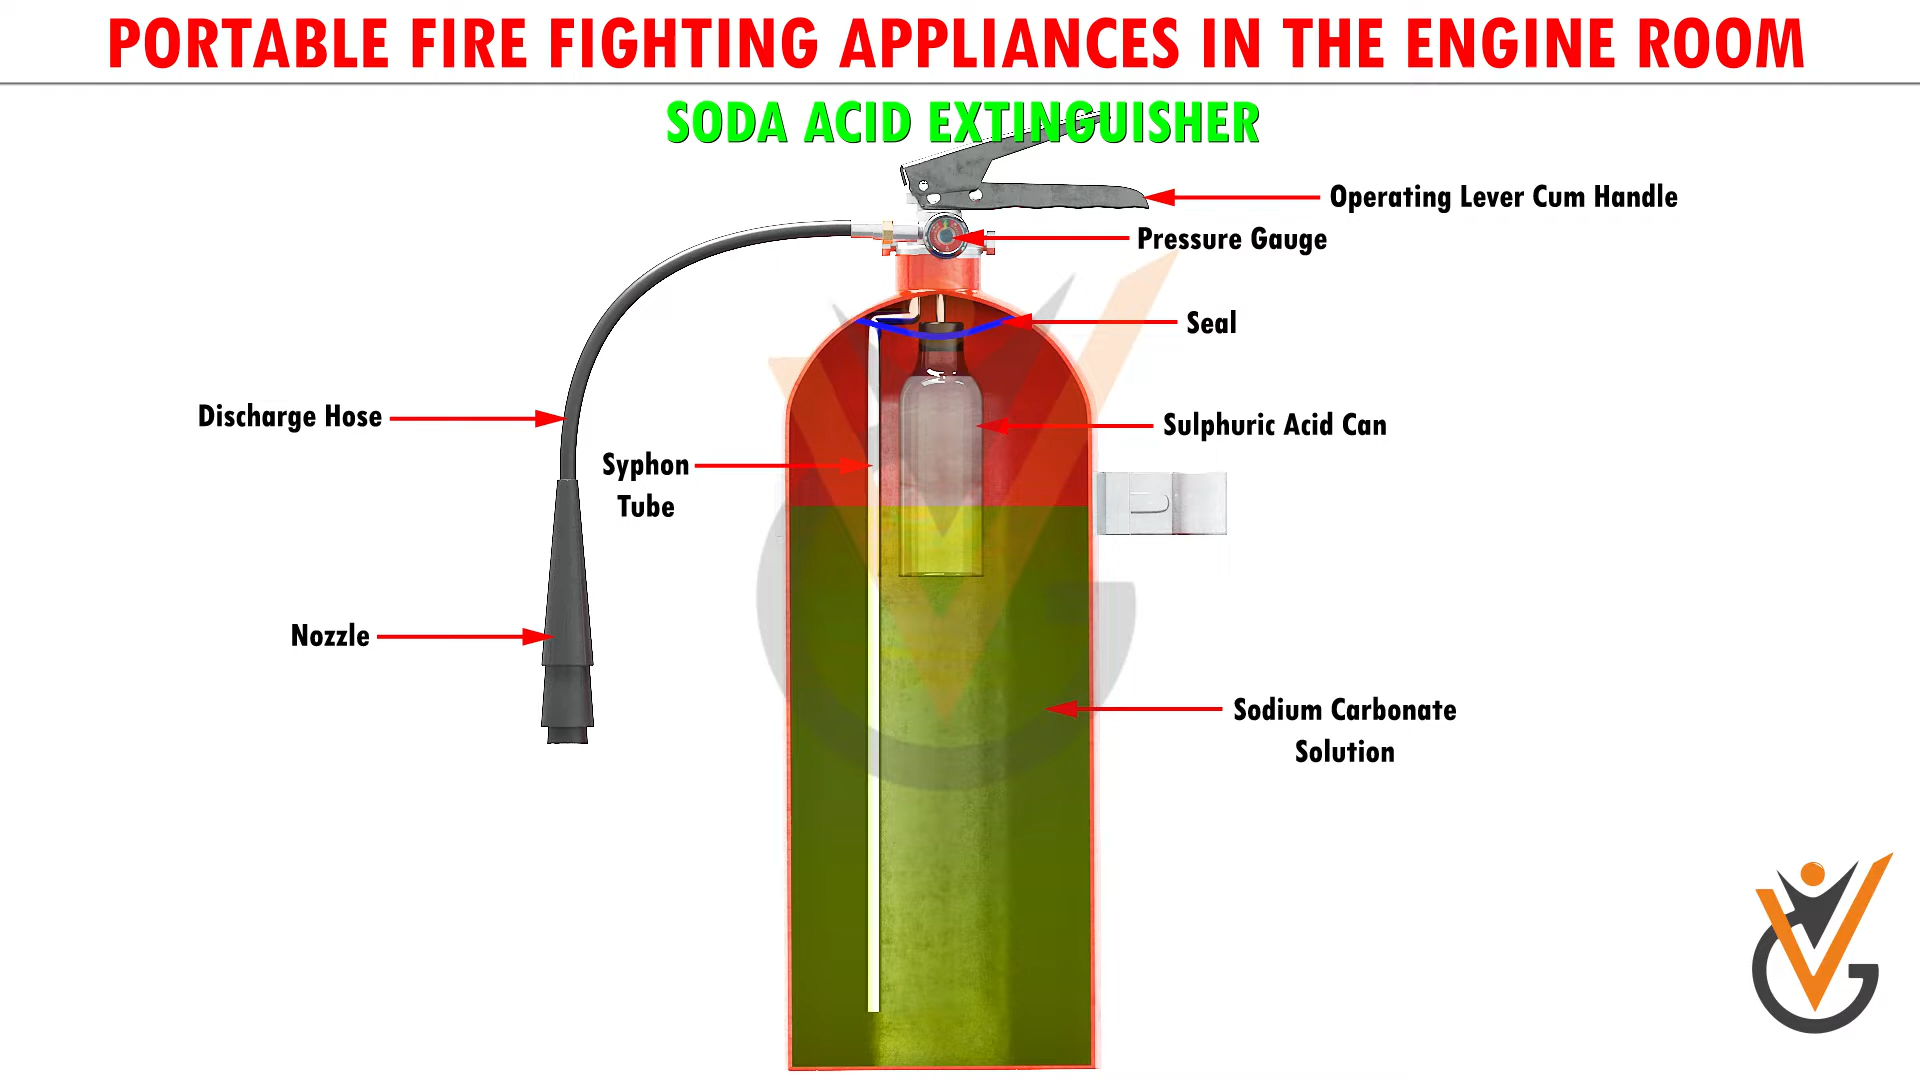 PORTABLE FIRE FIGHTING APPLIANCES IN THE ENGINE ROOM
SODA ACID EXTINGUISHER
Operating Lever Cum Handle
Pressure Gauge
Seal
Discharge Hose
Sulphuric Acid Can
Syphon
Tube
Nozzle
Sodium Carbonate
Solution